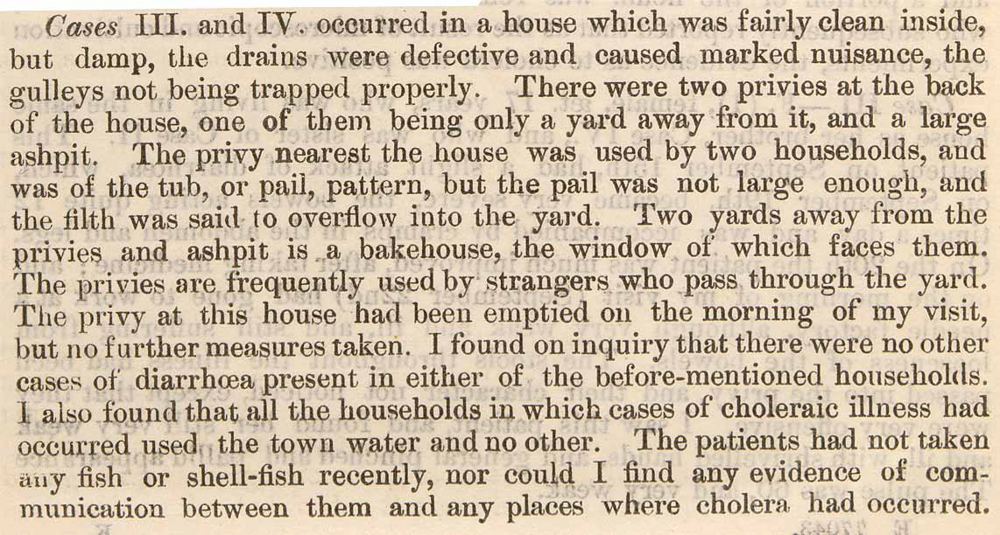 Cases III. and IV. occurred in a house which was fairly clean inside,
but damp, the drains were defective and caused marked nuisance, the
gulleys not being trapped properly. There were two privies at the back
of the house, one of them being only a yard away from it, and a large
ashpit. The privy nearest the house was used by two households, and
was of the tub, or pail, pattern, but the pail was not large enough, and
the filth was said to overflow into the yard. Two yards away from the
privies and ashpit is a bakehouse, the window of which faces them.
The privies are frequently used by strangers who pass through the yard.
The privy at this house had been emptied on the morning of my visit,
but no further measures taken. I found on inquiry that there were no other
cases of diarrhœa present in either of the before-mentioned households.
I also found that all the households in which cases of choleraic illness had
occurred used the town water and no other. The patients had not taken
any fish or shell-fish recently, nor could I find any evidence of com-
munication between them and any places where cholera had occurred.